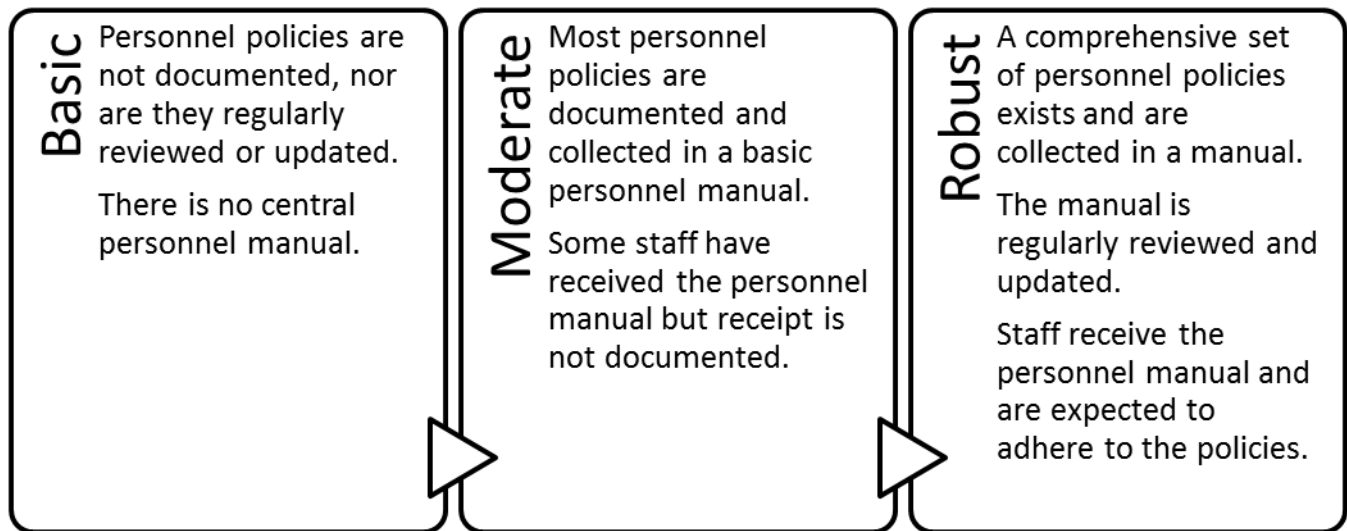 Basic
Personnel policies are
not documented, nor
are they regularly
reviewed or updated.
There is no central
personnel manual.
Moderate
Most personnel
policies are
documented and
collected in a basic
personnel manual.
Some staff have
received the personnel
manual but receipt is
not documented.
Robust
A comprehensive set
of personnel policies
exists and are
collected in a manual.
The manual is
regularly reviewed and
updated.
Staff receive the
personnel manual and
are expected to
adhere to the policies.